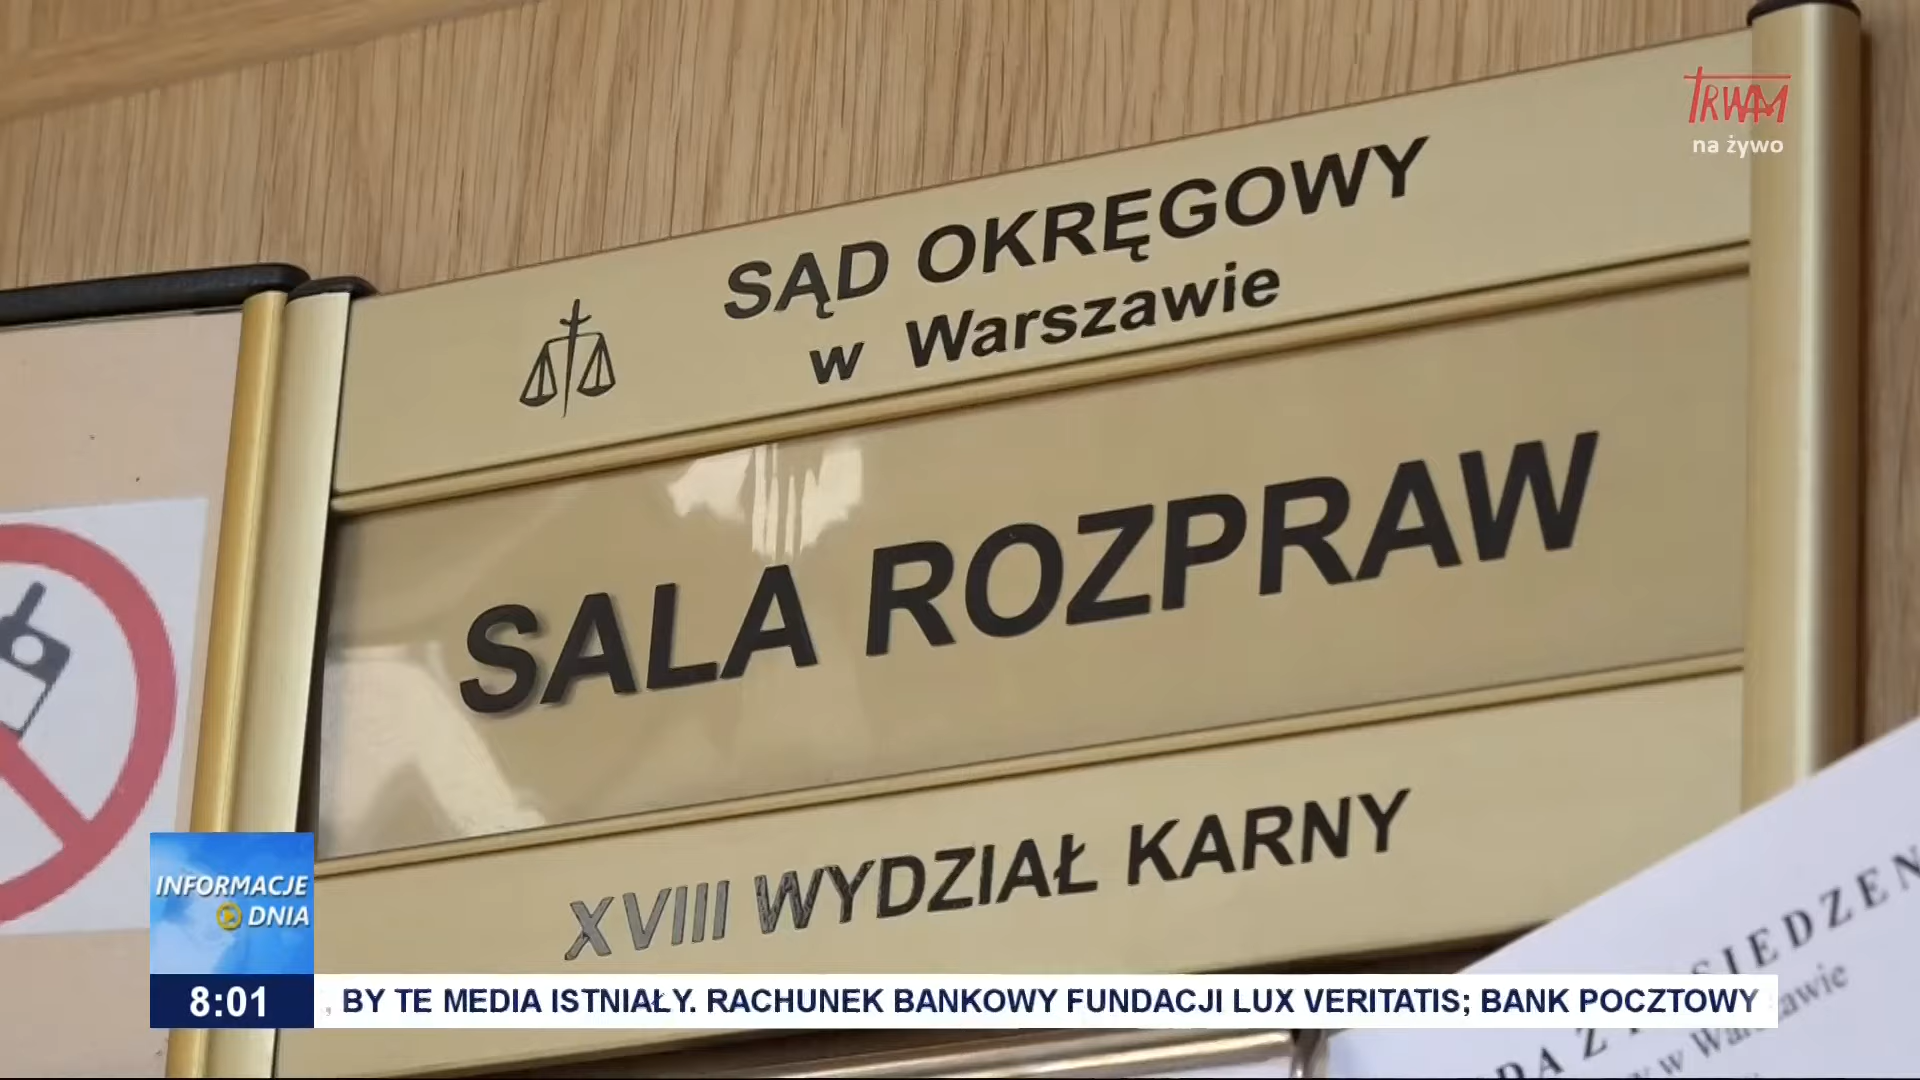 TRWAM
na żywo
SĄD OKRĘGOWY
w Warszawie
SALA ROZPRAW
XVIII WYDZIAŁ KARNY
INFORMACJE
DNIA
8:01
, BY TE MEDIA ISTNIAŁY. RACHUNEK BANKOWY FUNDACJI LUX VERITATIS; BANK POCZTOWY